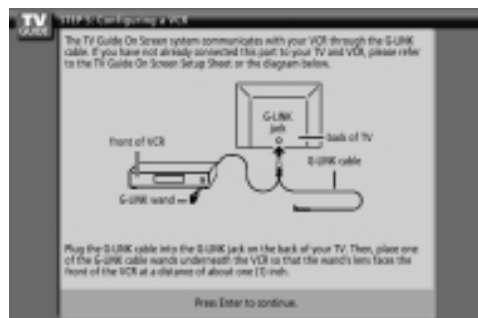 TV GUIDE
STEP 5: Configuring a VCR
The TV Guide On Screen system communicates with your VCR through the G-LINK
cable. If you have not already connected this part to your TV and VCR, please refer
to the TV Guide On Screen Setup Sheet or the diagram below.
G-LINK
jack
front of VCR
back of TV
G-LINK cable
G-LINK wand
Plug the G-LINK cable into the G-LINK jack on the back of your TV. Then, place one
of the G-LINK cable wands underneath the VCR so that the wand's lens faces the
front of the VCR at a distance of about one (1) inch.
Press Enter to continue.